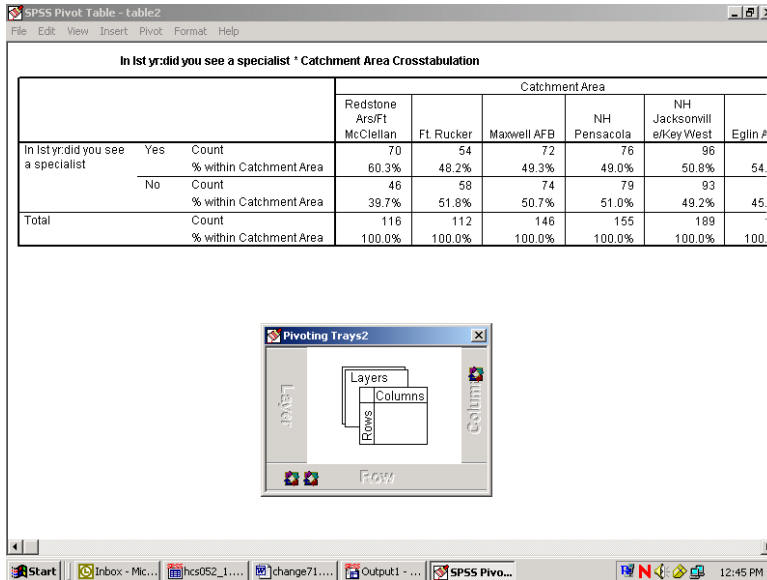 SPSS Pivot Table - table2
File Edit View Insert Pivot Format Help
In Ist yr:did you see a specialist * Catchment Area Crosstabulation
Catchment Area
Redstone Ars/Ft McClellan Ft. Rucker Maxwell AFB NH Pensacola NH Jacksonvill e/Key West Eglin A
In Ist yr:did you see a specialist Yes Count 70 54 72 76 96
% within Catchment Area 60.3% 48.2% 49.3% 49.0% 50.8% 54.
No Count 46 58 74 79 93
% within Catchment Area 39.7% 51.8% 50.7% 51.0% 49.2% 45.
Total Count 116 112 146 155 189
% within Catchment Area 100.0% 100.0% 100.0% 100.0% 100.0% 100.
Pivoting Trays2
Layer
Layers
Columns
Rows
Column
Row
Start Inbox - Mic... hcs052_1.... change71.... Output1 - ... SPSS Pivo... 12:45 PM